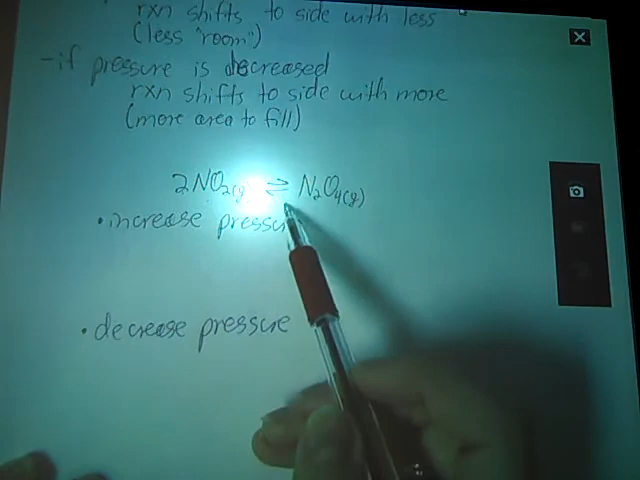 rxn shifts to side with less
(less "room")
-if pressure is decreased
rxn shifts to side with more
(more area to fill)
2NO₂(g) ⇌ N₂O₄(g)
•increase pressu
•decrease pressure